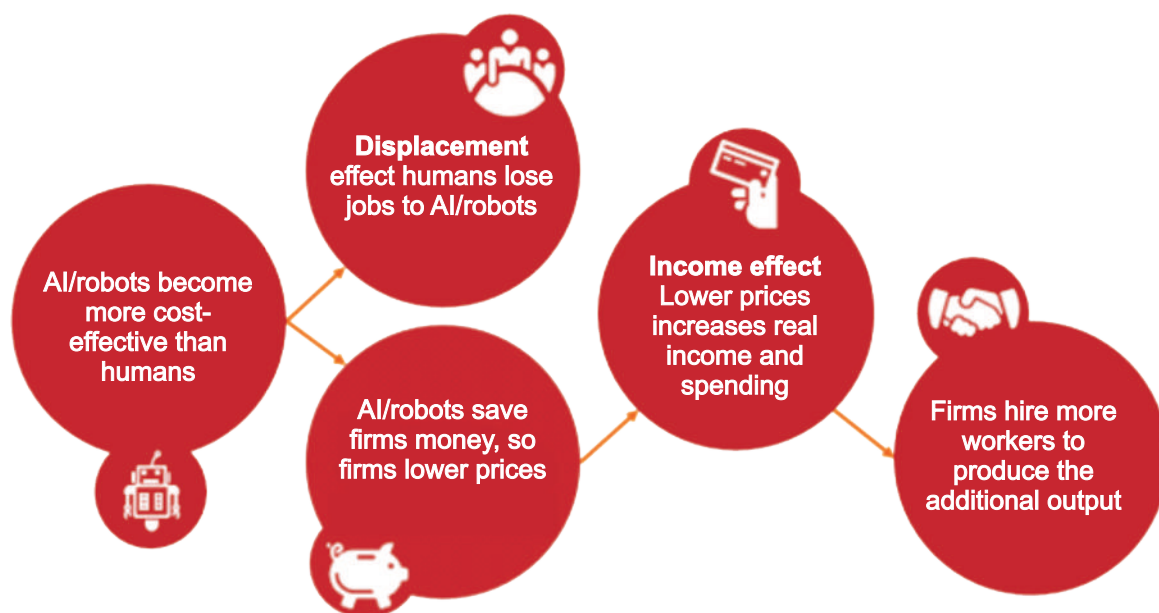 AI/robots become
more cost-
effective than
humans
Displacement
effect humans lose
jobs to AI/robots
AI/robots save
firms money, so
firms lower prices
Income effect
Lower prices
increases real
income and
spending
Firms hire more
workers to
produce the
additional output